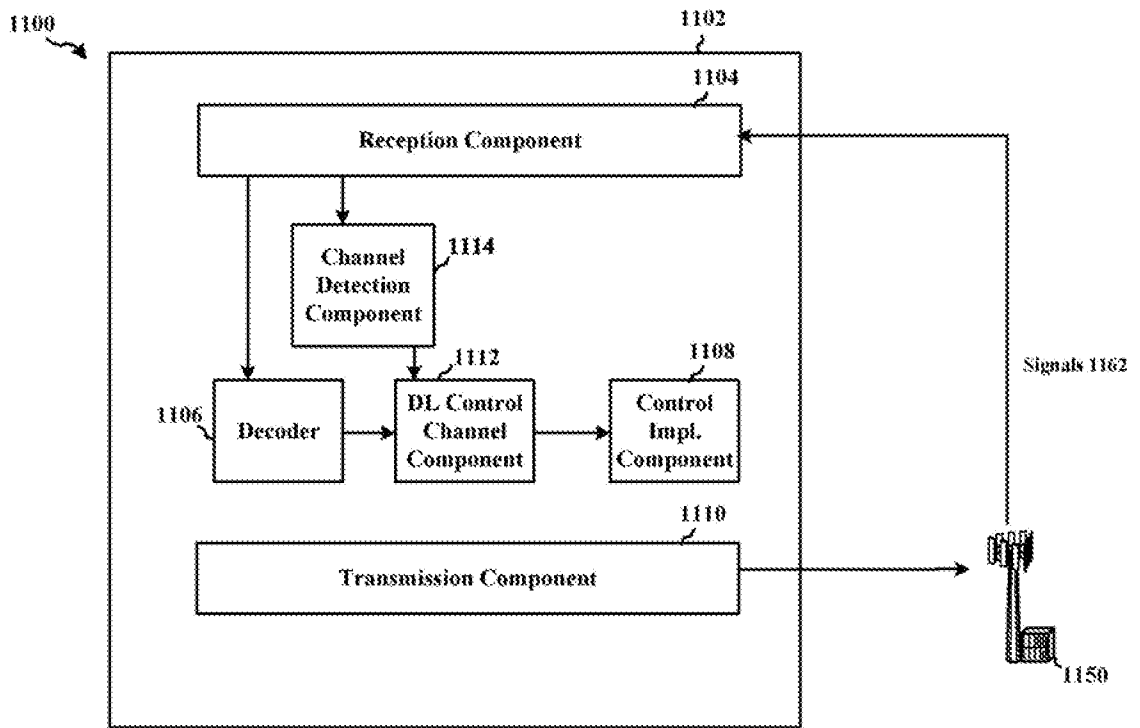 1100
1102
1104
Reception Component
1114
Channel
Detection
Component
1112
1108
1106
Decoder
DL Control
Channel
Component
Control
Impl.
Component
Signals 1162
1110
Transmission Component
1150